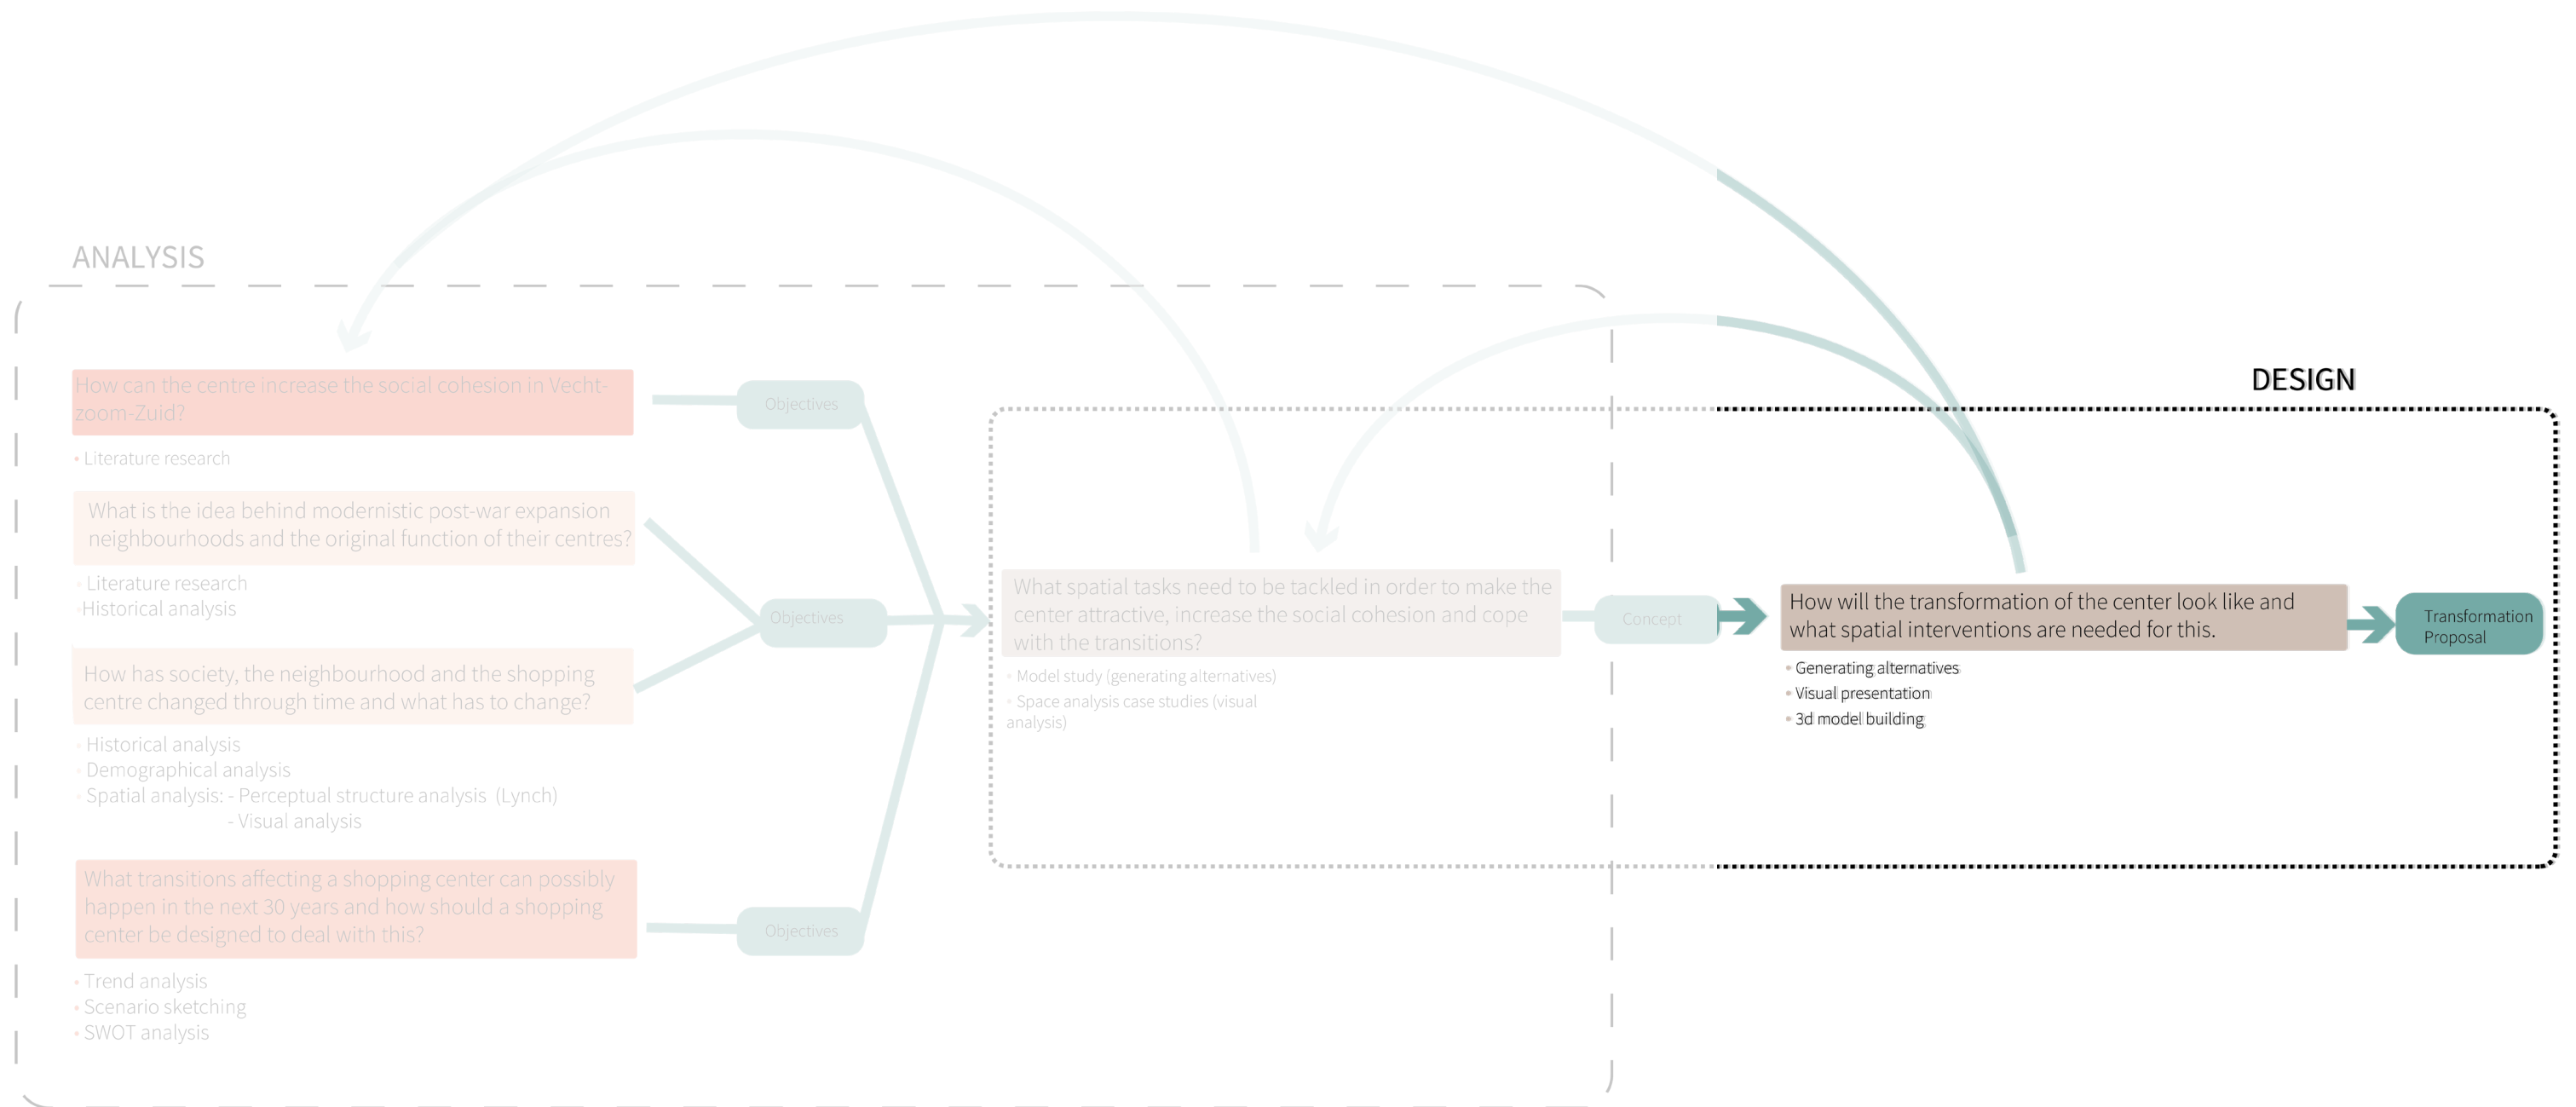 ANALYSIS
How can the centre increase the social cohesion in Vecht-
zoom-Zuid?
• Literature research
What is the idea behind modernistic post-war expansion
neighbourhoods and the original function of their centres?
• Literature research
•Historical analysis
How has society, the neighbourhood and the shopping
centre changed through time and what has to change?
• Historical analysis
• Demographical analysis
• Spatial analysis: - Perceptual structure analysis (Lynch)
- Visual analysis
What transitions affecting a shopping center can possibly
happen in the next 30 years and how should a shopping
center be designed to deal with this?
• Trend analysis
• Scenario sketching
• SWOT analysis
Objectives
Objectives
Objectives
What spatial tasks need to be tackled in order to make the
center attractive, increase the social cohesion and cope
with the transitions?
• Model study (generating alternatives)
• Space analysis case studies (visual
analysis)
Concept
DESIGN
How will the transformation of the center look like and
what spatial interventions are needed for this.
• Generating alternatives
• Visual presentation
• 3d model building
Transformation
Proposal